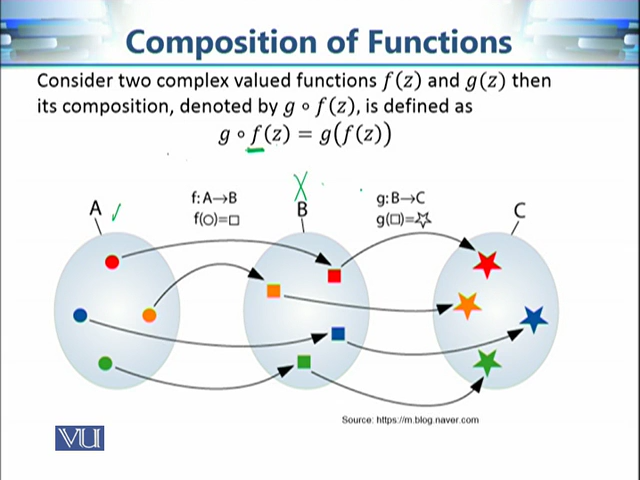 Composition of Functions
Consider two complex valued functions f(z) and g(z) then
its composition, denoted by g ∘ f(z), is defined as
g ∘ f(z) = g(f(z))
A
f: A→B
f(○)=□
X
B
g: B→C
g(□)=☆
C
Source: https://m.blog.naver.com
VU